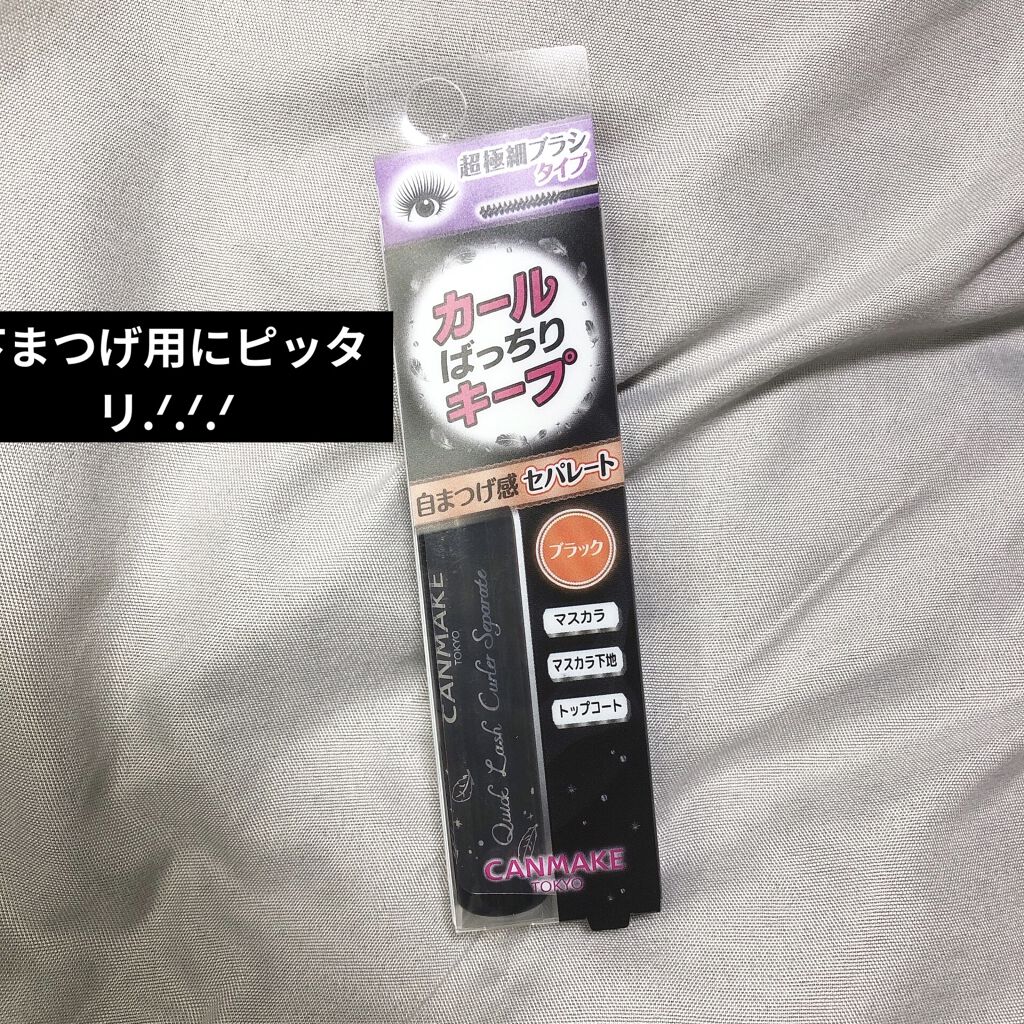 超極細ブラシ
タイプ
カール
ばっちり
キープ
下まつげ用にピッタ
リ.ᐟ.ᐟ.ᐟ
自まつげ感 セパレート
ブラック
マスカラ
マスカラ下地
トップコート
CANMAKE
TOKYO
Quick Lash Curler Separate
CANMAKE
TOKYO